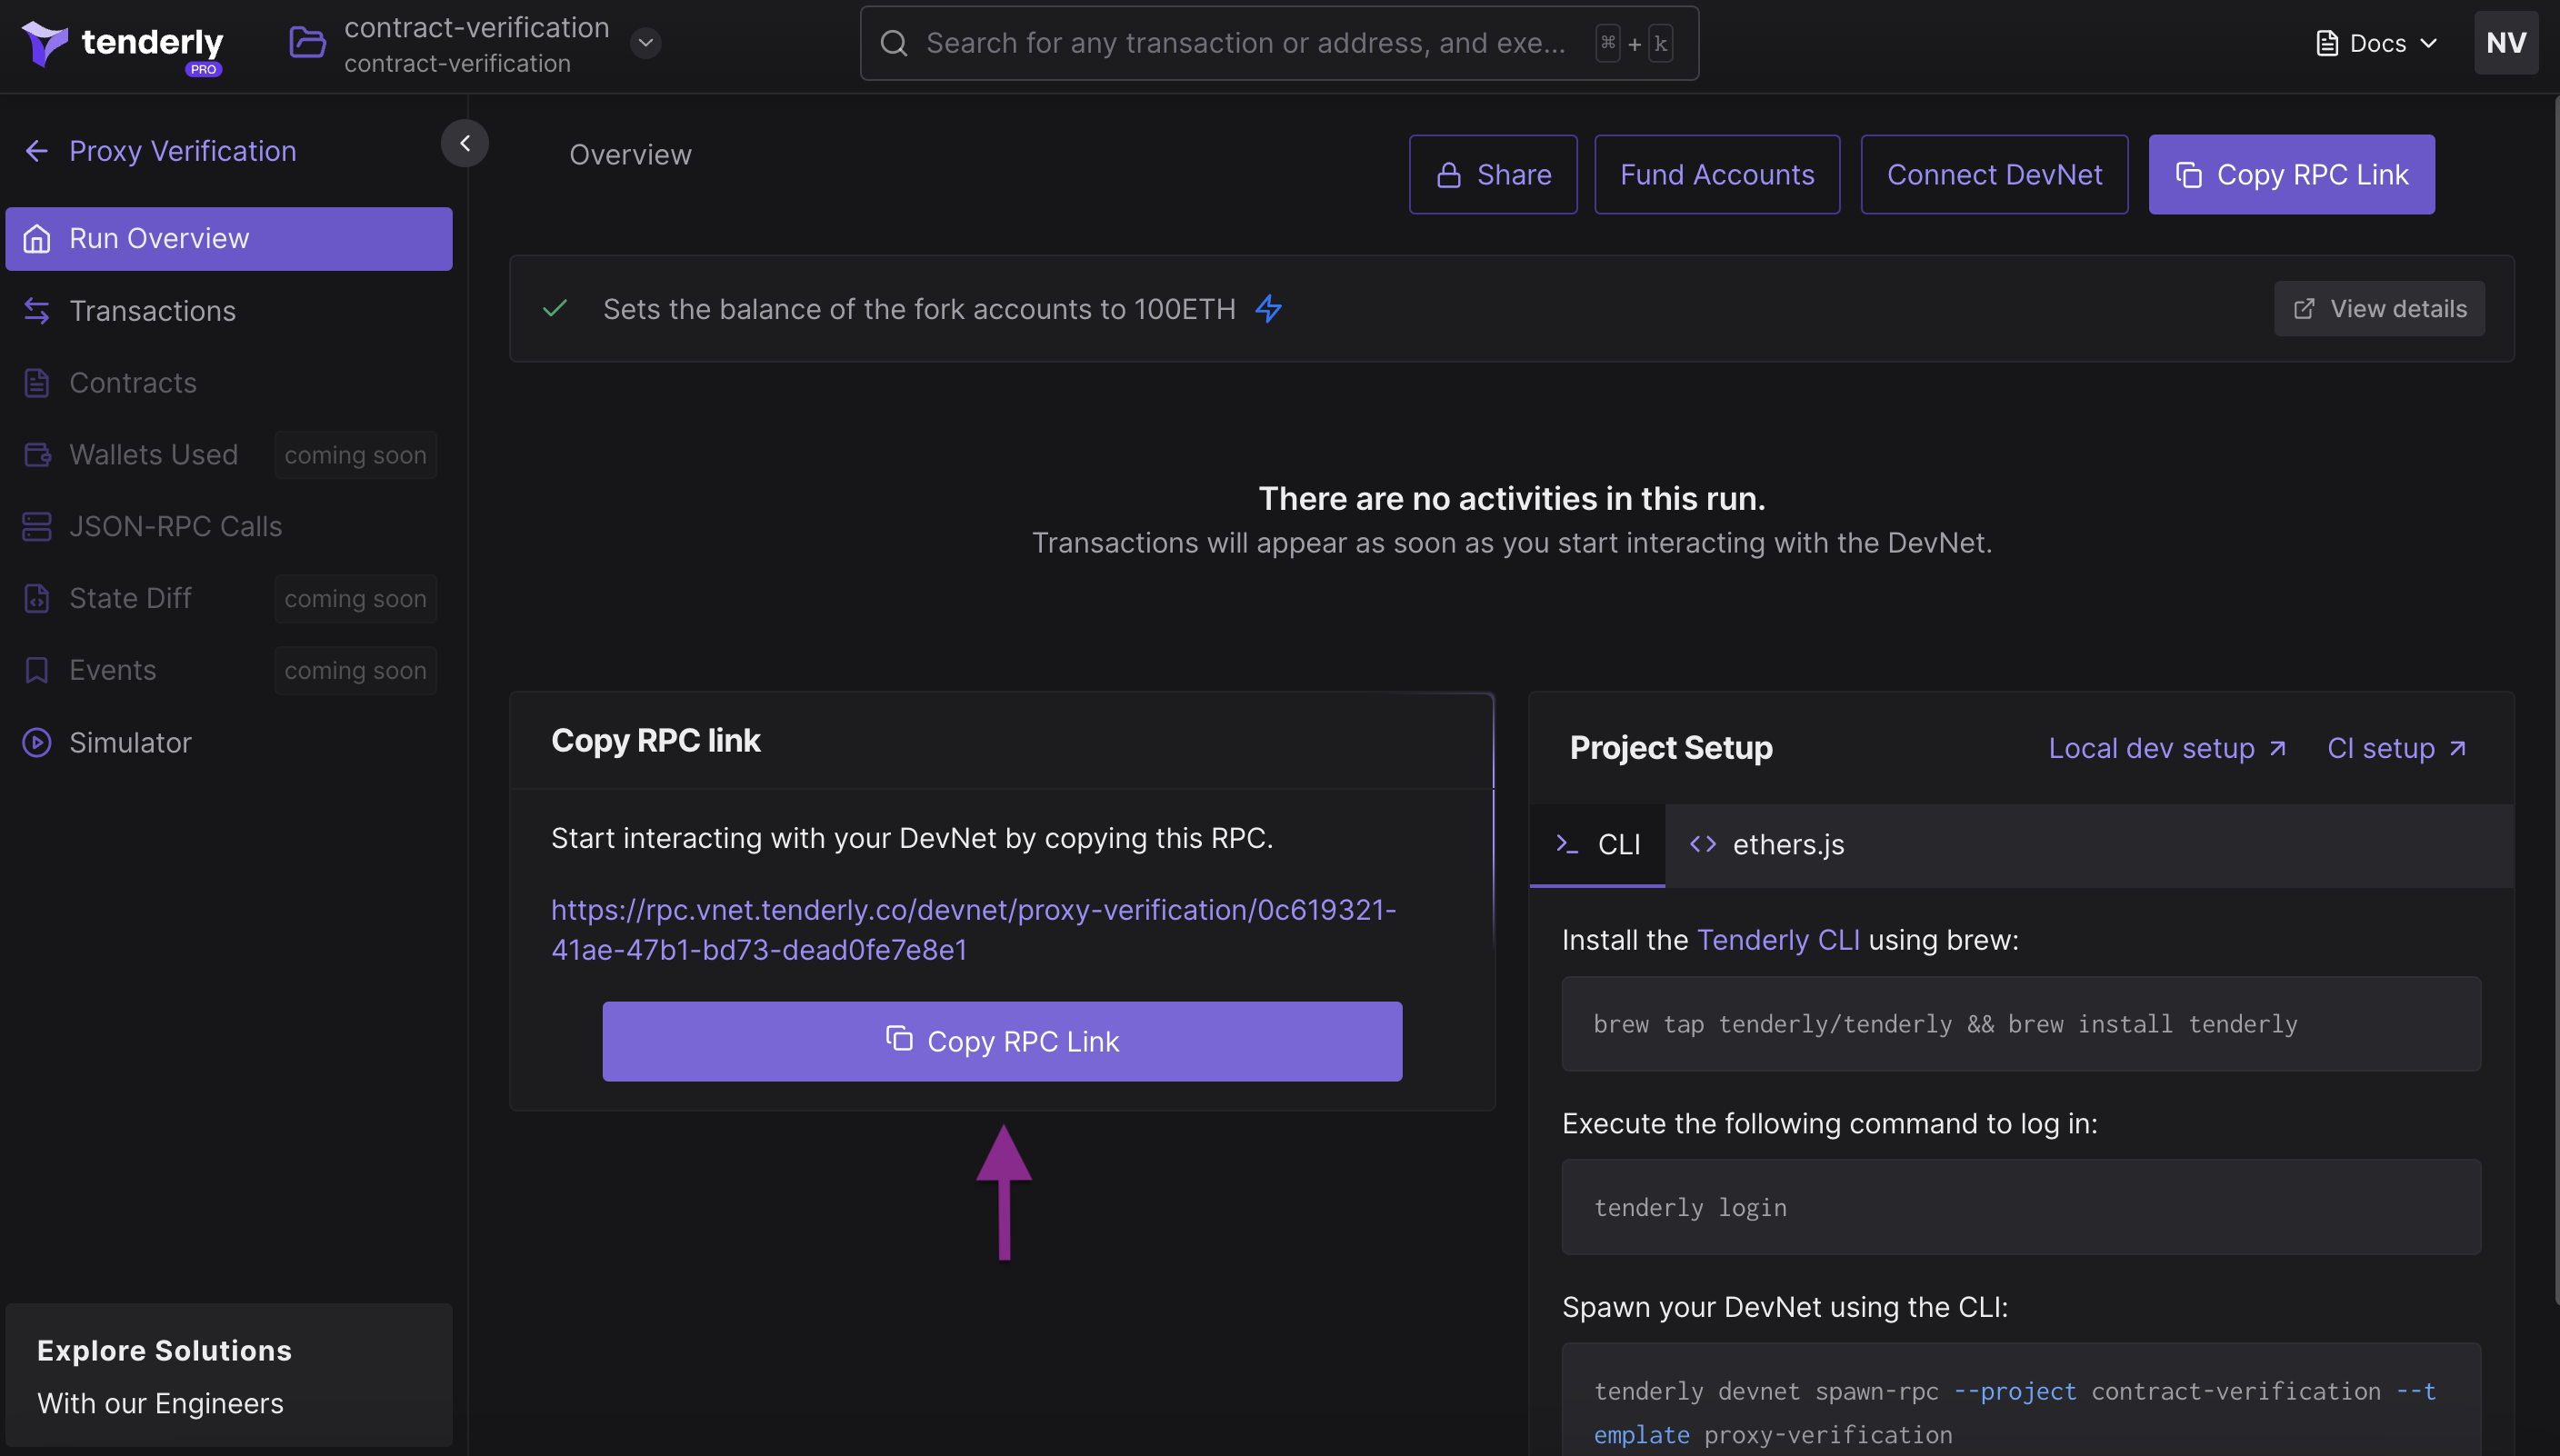 tenderly
PRO
contract-verification
contract-verification
Search for any transaction or address, and exe...
⌘ + k
Docs
NV
Proxy Verification
Run Overview
Transactions
Contracts
Wallets Used
coming soon
JSON-RPC Calls
State Diff
coming soon
Events
coming soon
Simulator
Explore Solutions
With our Engineers
Overview
Share
Fund Accounts
Connect DevNet
Copy RPC Link
Sets the balance of the fork accounts to 100ETH
View details
There are no activities in this run.
Transactions will appear as soon as you start interacting with the DevNet.
Copy RPC link
Start interacting with your DevNet by copying this RPC.
https://rpc.vnet.tenderly.co/devnet/proxy-verification/0c619321-
41ae-47b1-bd73-dead0fe7e8e1
Copy RPC Link
Project Setup
Local dev setup
CI setup
CLI
ethers.js
Install the Tenderly CLI using brew:
brew tap tenderly/tenderly && brew install tenderly
Execute the following command to log in:
tenderly login
Spawn your DevNet using the CLI:
tenderly devnet spawn-rpc --project contract-verification --t
emplate proxy-verification